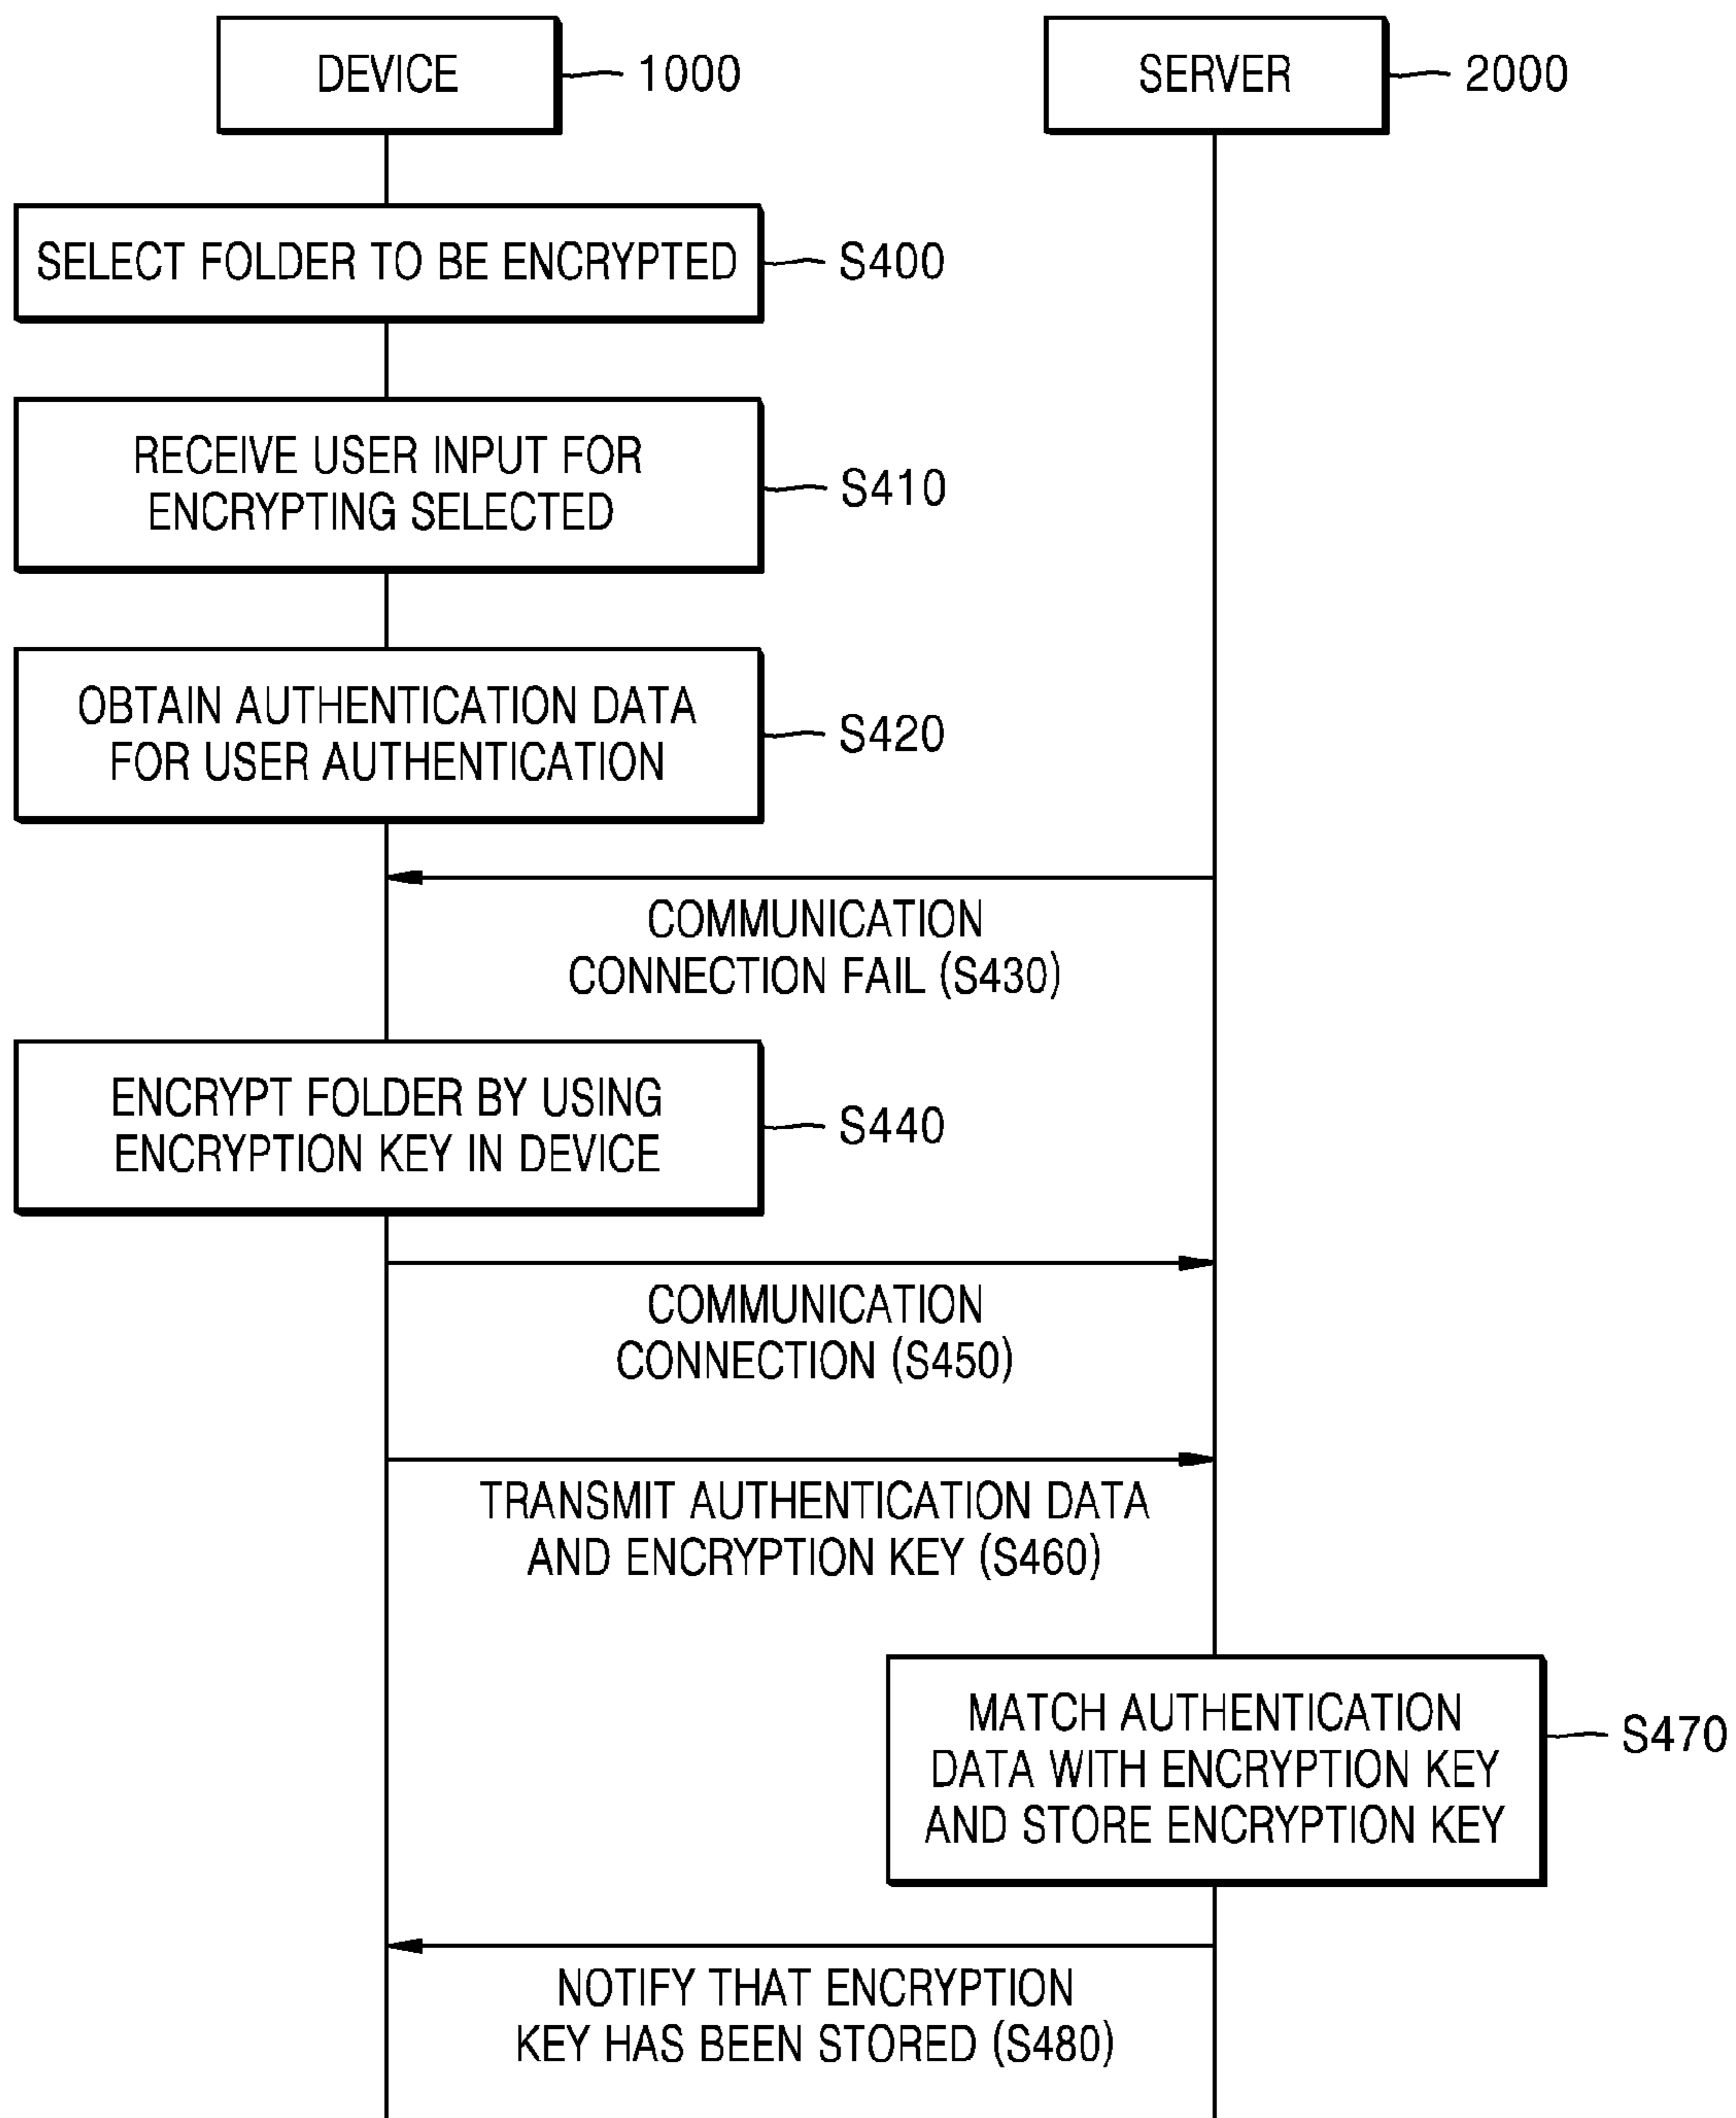 DEVICE
1000
SERVER
2000
SELECT FOLDER TO BE ENCRYPTED
S400
RECEIVE USER INPUT FOR
ENCRYPTING SELECTED
S410
OBTAIN AUTHENTICATION DATA
FOR USER AUTHENTICATION
S420
COMMUNICATION
CONNECTION FAIL (S430)
ENCRYPT FOLDER BY USING
ENCRYPTION KEY IN DEVICE
S440
COMMUNICATION
CONNECTION (S450)
TRANSMIT AUTHENTICATION DATA
AND ENCRYPTION KEY (S460)
MATCH AUTHENTICATION
DATA WITH ENCRYPTION KEY
AND STORE ENCRYPTION KEY
S470
NOTIFY THAT ENCRYPTION
KEY HAS BEEN STORED (S480)